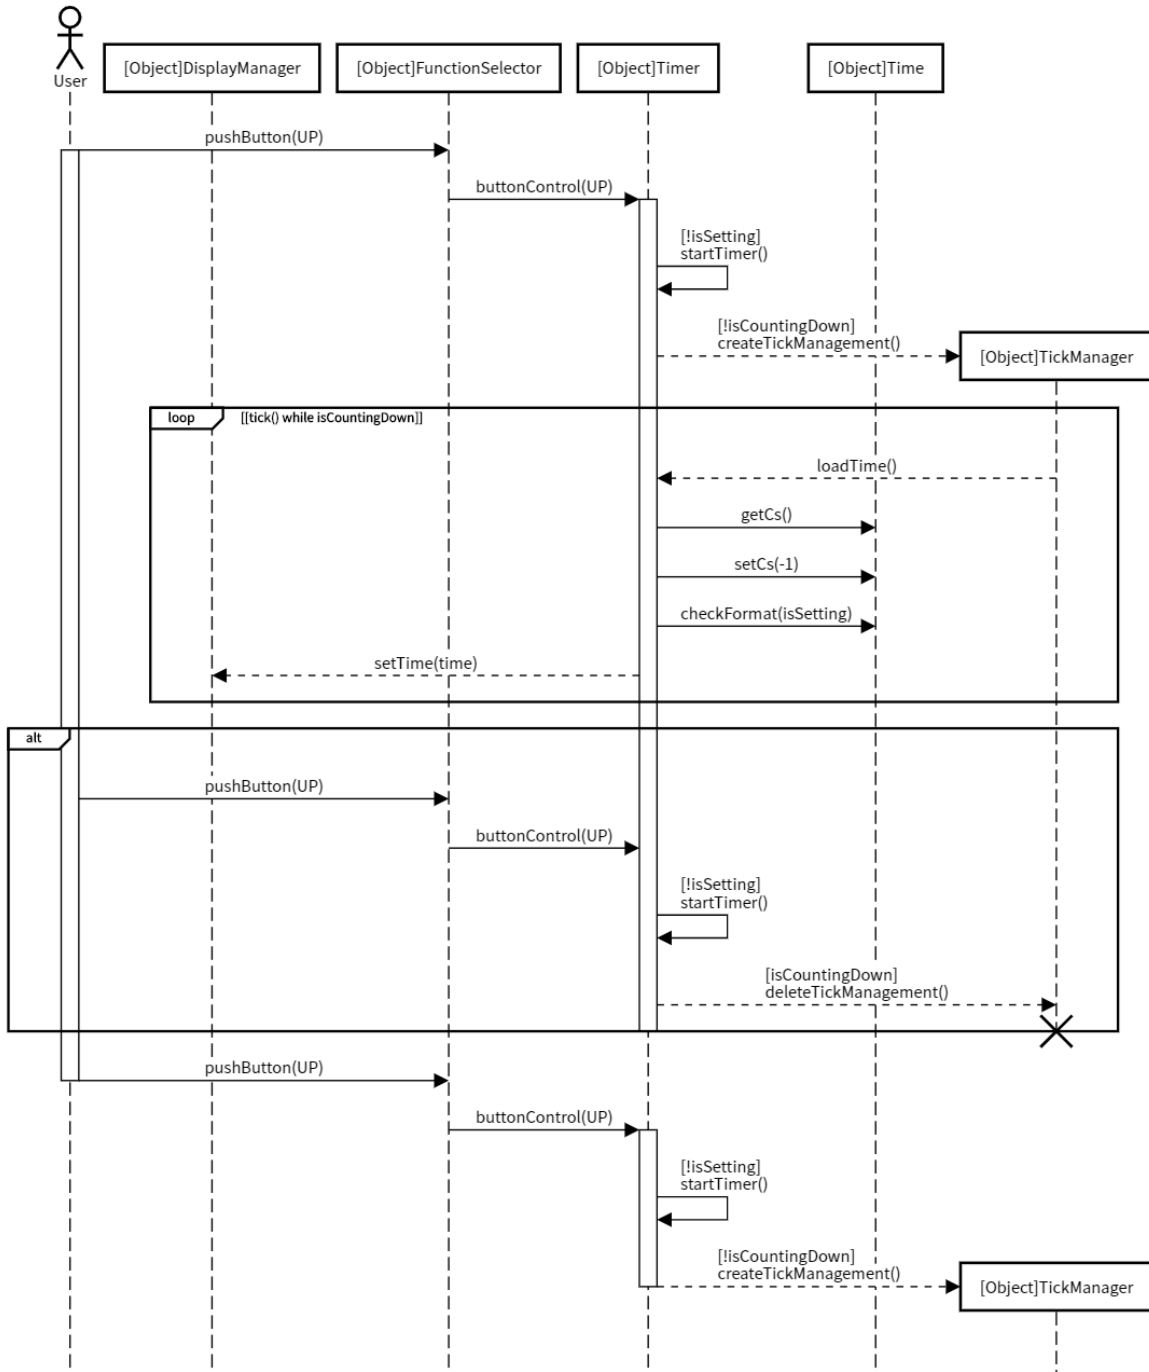 User
[Object]DisplayManager
[Object]FunctionSelector
[Object]Timer
[Object]Time
pushButton(UP)
buttonControl(UP)
[!isSetting]
startTimer()
[!isCountingDown]
createTickManagement()
[Object]TickManager
loop
[[tick() while isCountingDown]]
loadTime()
getCs()
setCs(-1)
checkFormat(isSetting)
setTime(time)
alt
pushButton(UP)
buttonControl(UP)
[!isSetting]
startTimer()
[isCountingDown]
deleteTickManagement()
pushButton(UP)
buttonControl(UP)
[!isSetting]
startTimer()
[!isCountingDown]
createTickManagement()
[Object]TickManager